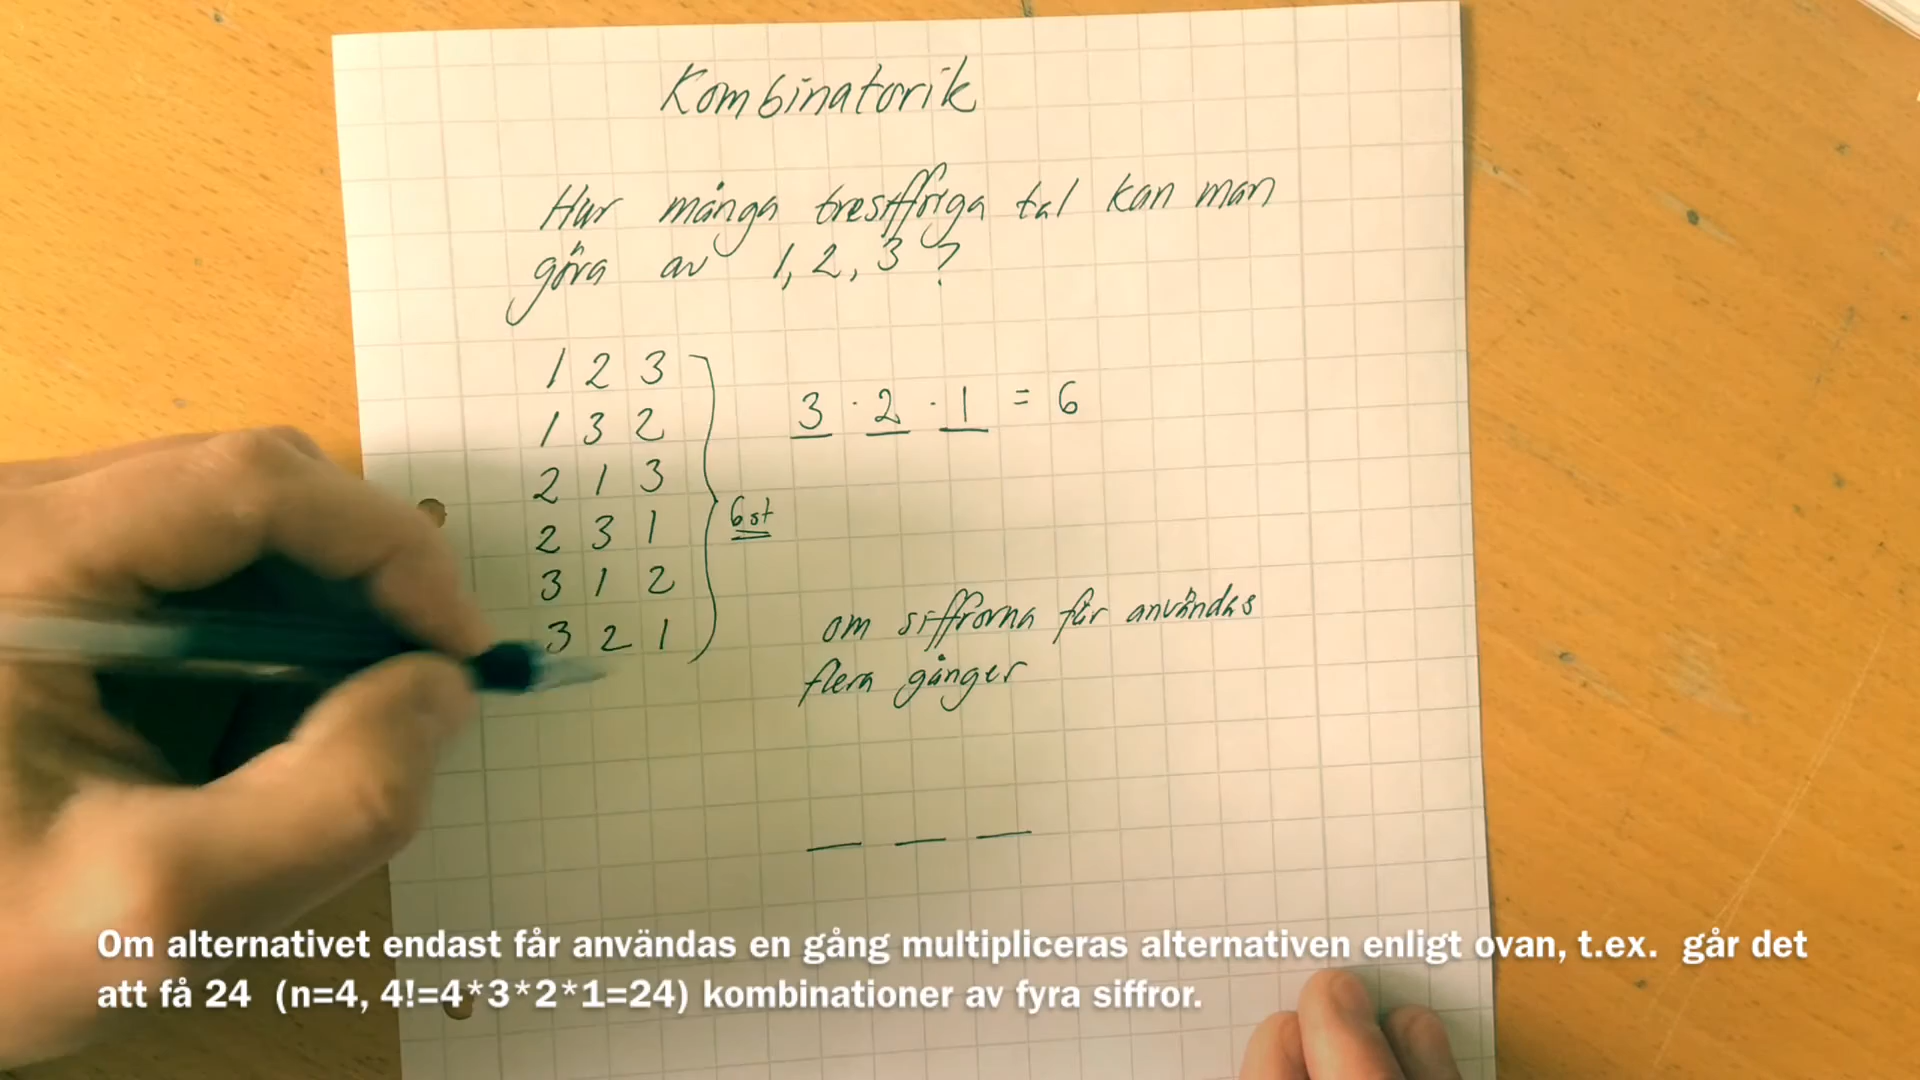 Kombinatorik
Hur många tresiffriga tal kan man
göra av 1, 2, 3 ?
1 2 3
1 3 2
2 1 3
2 3 1
3 1 2
3 2 1
6 st
3 · 2 · 1 = 6
om siffrorna får användas
flera gånger
Om alternativet endast får användas en gång multipliceras alternativen enligt ovan, t.ex. går det
att få 24 (n=4, 4!=4*3*2*1=24) kombinationer av fyra siffror.